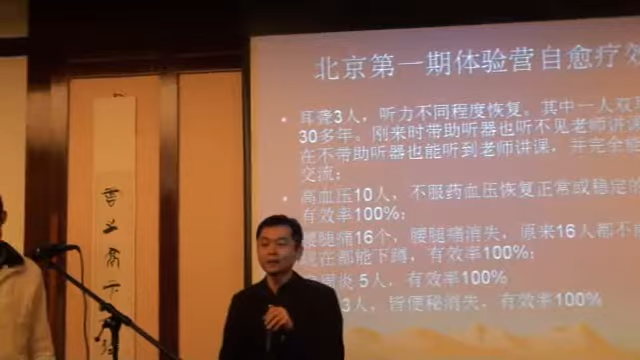 北京第一期体验营自愈疗效
耳聋3人，听力不同程度恢复。其中一人双耳
30多年。刚来时带助听器也听不见老师讲课
在不带助听器也能听到老师讲课，并完全能
交流；
高血压10人，不服药血压恢复正常或稳定的
有效率100%；
腰腿痛16个，腰腿痛消失，原来16人都不能
现在都能下蹲，有效率100%；
炎 5人，有效率100%
3人，皆便秘消失，有效率100%